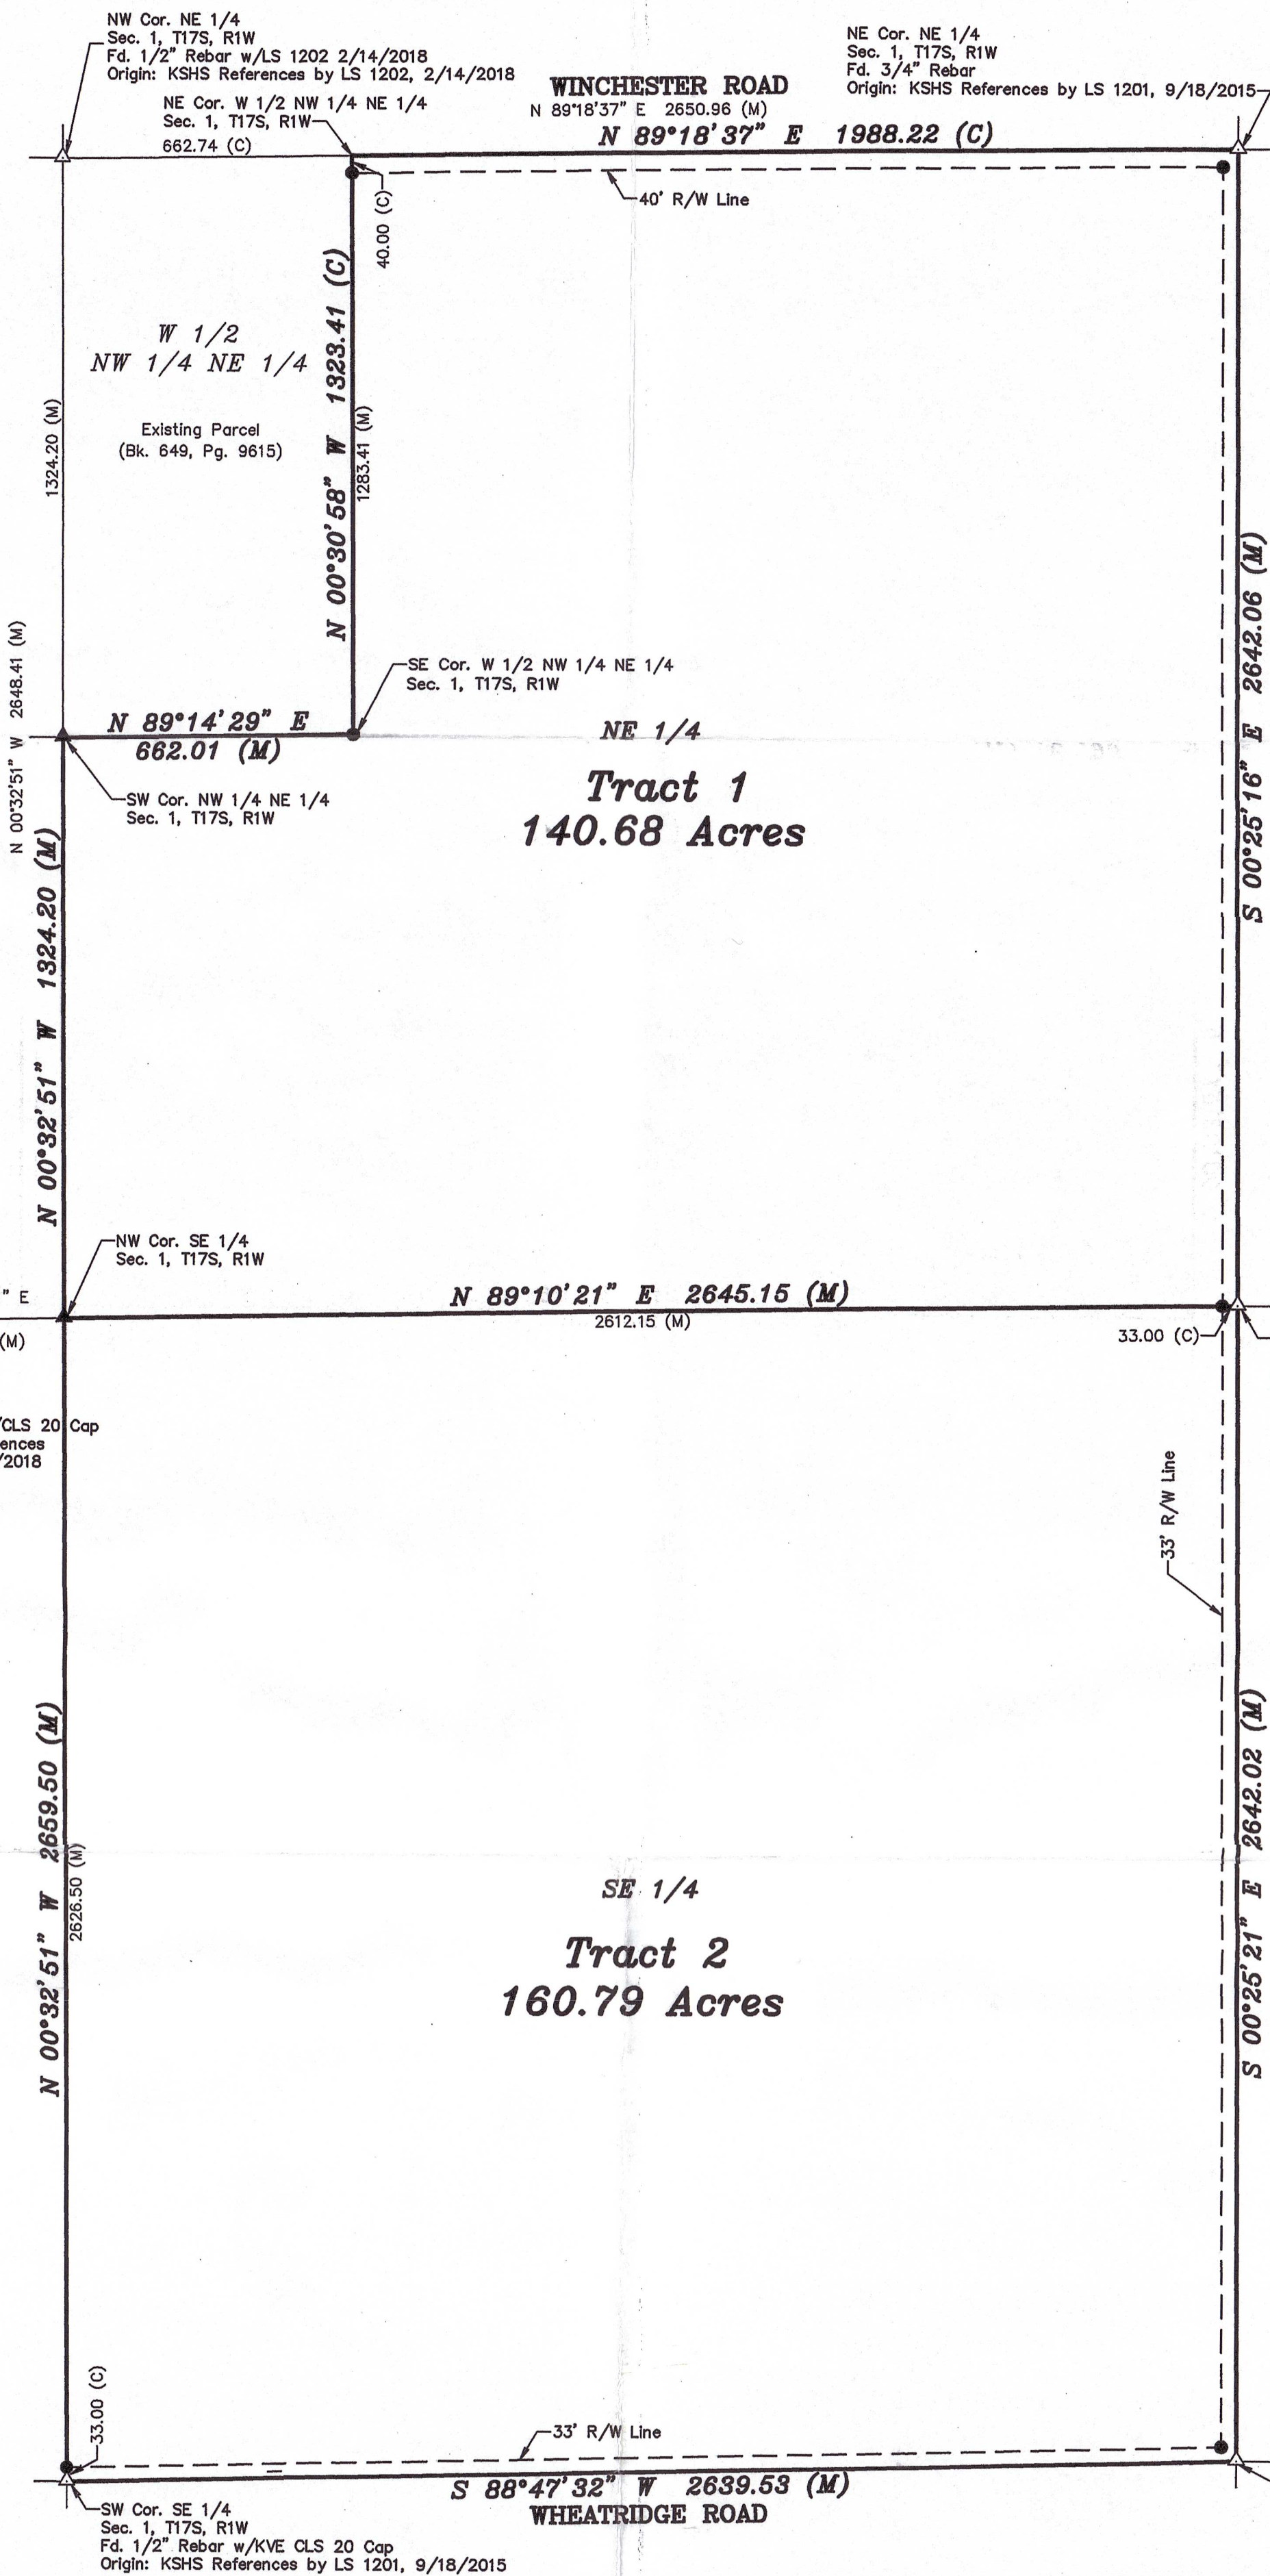 NW Cor. NE 1/4
Sec. 1, T17S, R1W
Fd. 1/2" Rebar w/LS 1202 2/14/2018
Origin: KSHS References by LS 1202, 2/14/2018
NE Cor. NE 1/4
Sec. 1, T17S, R1W
Fd. 3/4" Rebar
Origin: KSHS References by LS 1201, 9/18/2015
WINCHESTER ROAD
N 89°18'37" E 2650.96 (M)
N 89°18'37" E 1988.22 (C)
NE Cor. W 1/2 NW 1/4 NE 1/4
Sec. 1, T17S, R1W
662.74 (C)
40' R/W Line
40.00 (C)
N 00°30'58" W 1323.41 (C)
1283.41 (M)
W 1/2
NW 1/4 NE 1/4
Existing Parcel
(Bk. 649, Pg. 9615)
1324.20 (M)
N 00°32'51" W 2648.41 (M)
S 00°25'16" E 2642.06 (M)
SE Cor. W 1/2 NW 1/4 NE 1/4
Sec. 1, T17S, R1W
N 89°14'29" E
662.01 (M)
NE 1/4
Tract 1
140.68 Acres
SW Cor. NW 1/4 NE 1/4
Sec. 1, T17S, R1W
N 00°32'51" W 1324.20 (M)
NW Cor. SE 1/4
Sec. 1, T17S, R1W
" E
(M)
N 89°10'21" E 2645.15 (M)
2612.15 (M)
33.00 (C)
/CLS 20 Cap
ences
/2018
33' R/W Line
N 00°32'51" W 2659.50 (M)
2626.50 (M)
S 00°25'21" E 2642.02 (M)
SE 1/4
Tract 2
160.79 Acres
33.00 (C)
33' R/W Line
S 88°47'32" W 2639.53 (M)
WHEATRIDGE ROAD
SW Cor. SE 1/4
Sec. 1, T17S, R1W
Fd. 1/2" Rebar w/KVE CLS 20 Cap
Origin: KSHS References by LS 1201, 9/18/2015